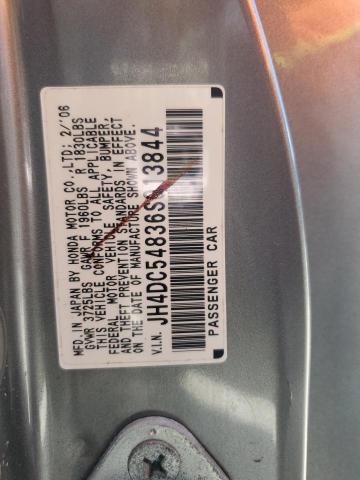 MFD. IN JAPAN BY HONDA MOTOR CO.,LTD; 2/'06
GVWR 3725LBS GAWR F 1960LBS R 1830LBS
THIS VEHICLE CONFORMS TO ALL APPLICABLE
FEDERAL MOTOR VEHICLE SAFETY, BUMPER,
AND THEFT PREVENTION STANDARDS IN EFFECT
ON THE DATE OF MANUFACTURE SHOWN ABOVE.
V.I.N. JH4DC54836S013844
PASSENGER CAR